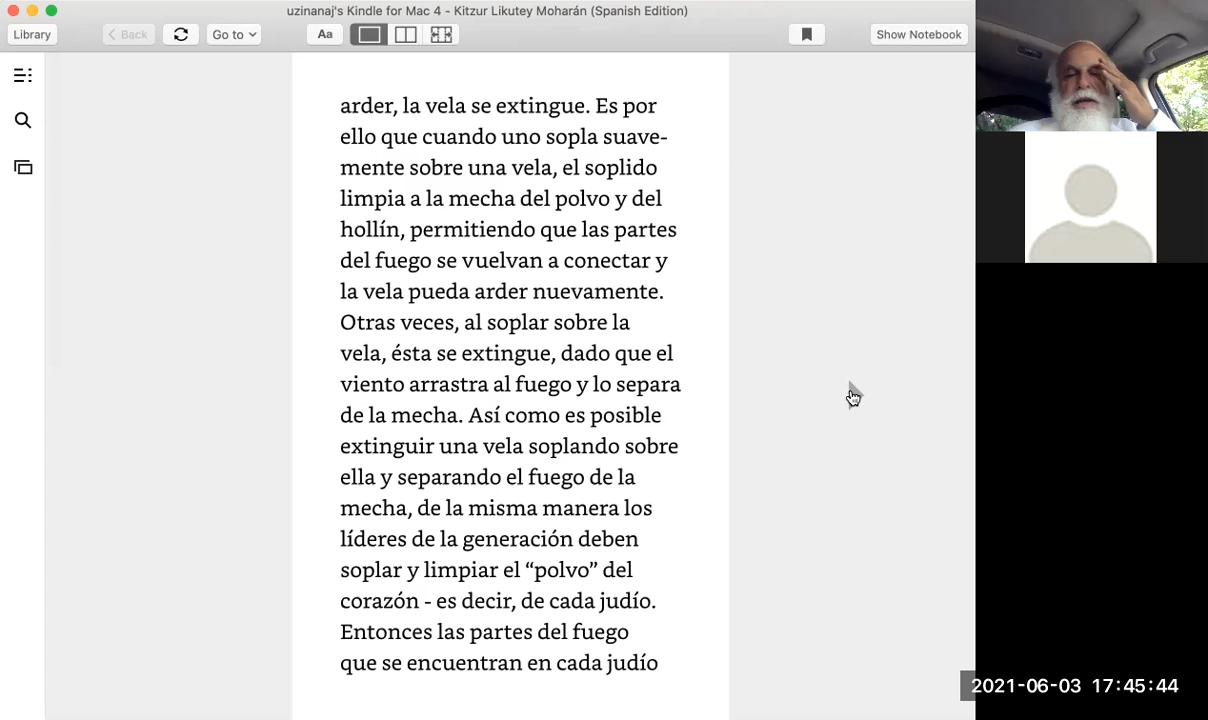 uzinanaj's Kindle for Mac 4 - Kitzur Likutey Moharán (Spanish Edition)
Library
Back
Go to
Aa
Show Notebook
arder, la vela se extingue. Es por
ello que cuando uno sopla suave-
mente sobre una vela, el soplido
limpia a la mecha del polvo y del
hollín, permitiendo que las partes
del fuego se vuelvan a conectar y
la vela pueda arder nuevamente.
Otras veces, al soplar sobre la
vela, ésta se extingue, dado que el
viento arrastra al fuego y lo separa
de la mecha. Así como es posible
extinguir una vela soplando sobre
ella y separando el fuego de la
mecha, de la misma manera los
líderes de la generación deben
soplar y limpiar el “polvo” del
corazón - es decir, de cada judío.
Entonces las partes del fuego
que se encuentran en cada judío
2021-06-03 17:45:44